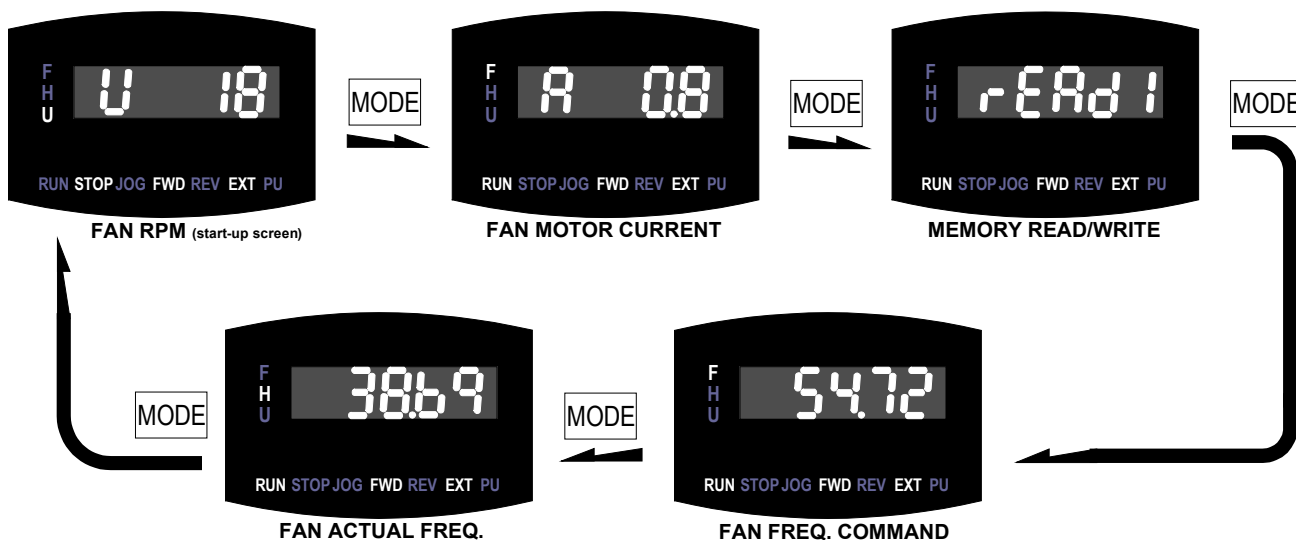 F
H
U
U 18
RUN STOP JOG FWD REV EXT PU
FAN RPM (start-up screen)
MODE
F
H
U
A 0.8
RUN STOP JOG FWD REV EXT PU
FAN MOTOR CURRENT
MODE
F
H
U
rEAd1
RUN STOP JOG FWD REV EXT PU
MEMORY READ/WRITE
MODE
F
H
U
54.72
RUN STOP JOG FWD REV EXT PU
FAN FREQ. COMMAND
MODE
F
H
U
38.69
RUN STOP JOG FWD REV EXT PU
FAN ACTUAL FREQ.
MODE